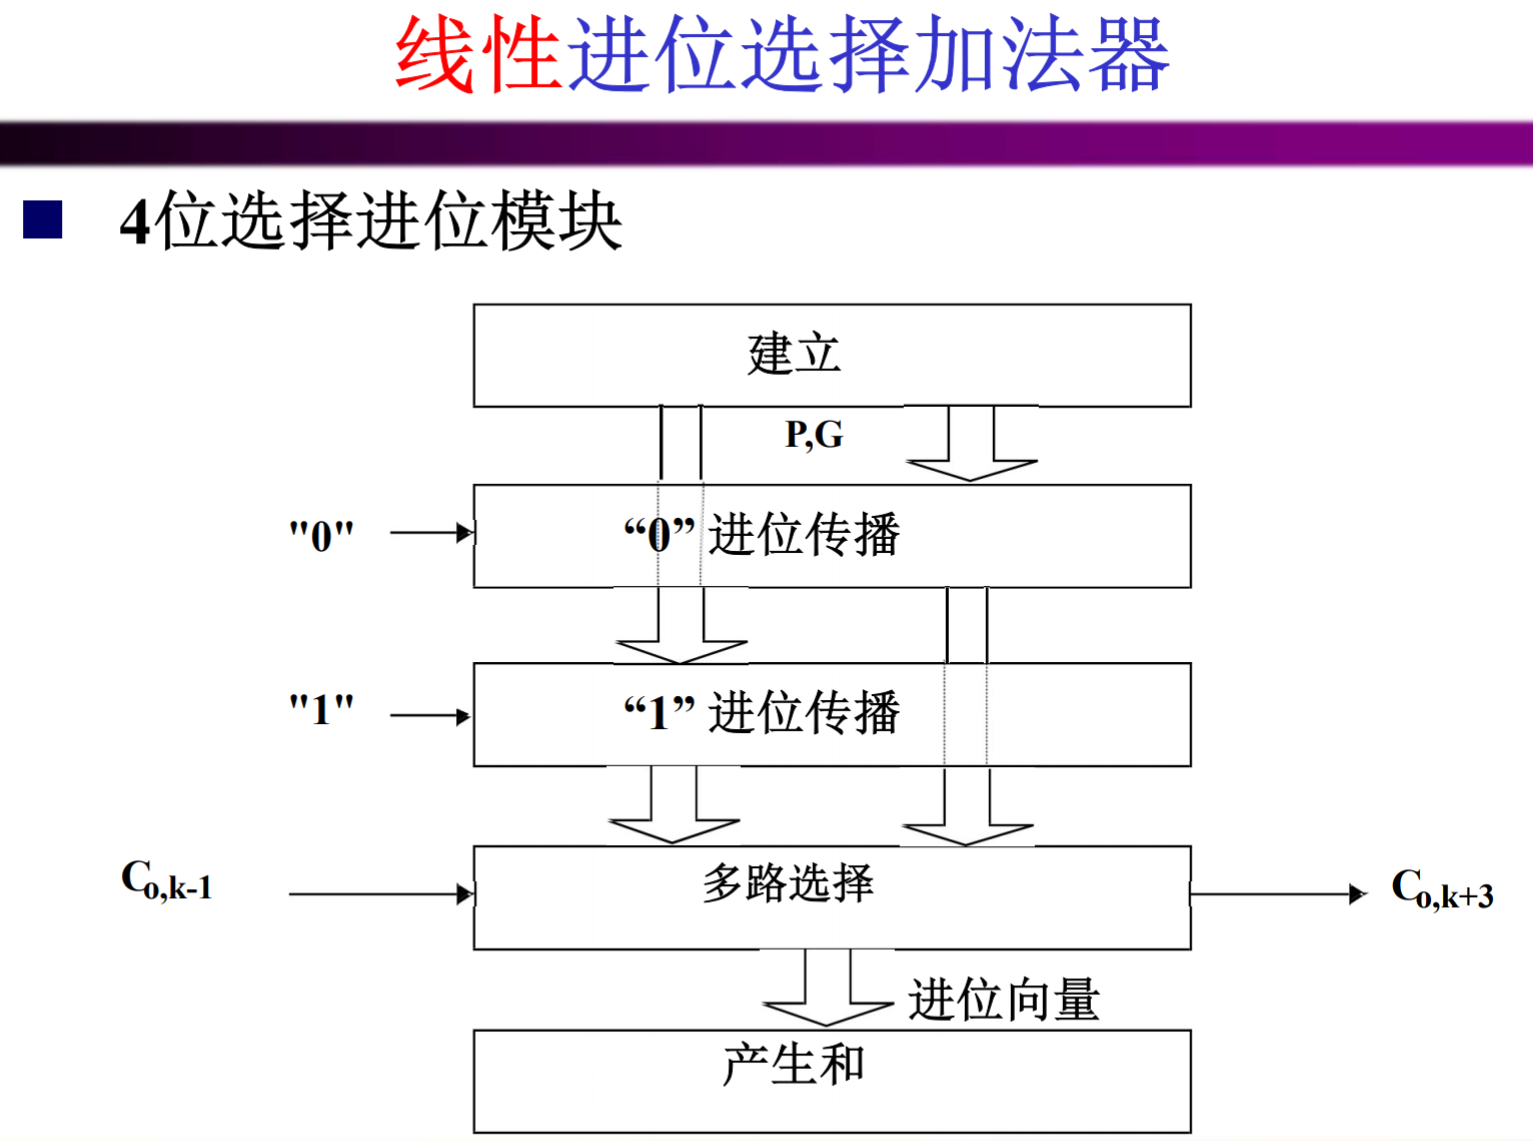 线性进位选择加法器
4位选择进位模块
建立
P,G
"0"
“0” 进位传播
"1"
“1” 进位传播
Co,k-1
多路选择
Co,k+3
进位向量
产生和